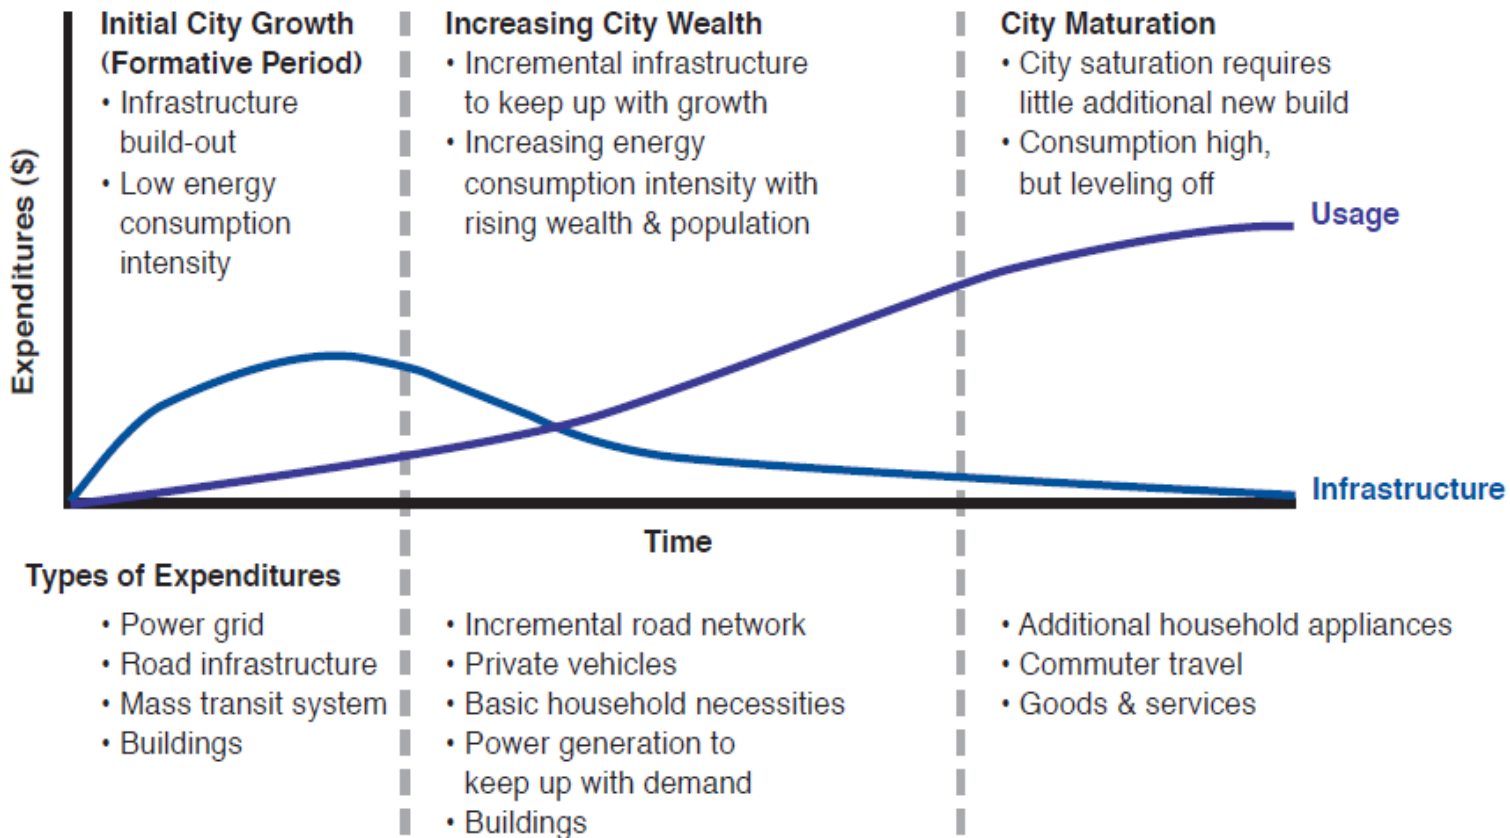 Initial City Growth
(Formative Period)
• Infrastructure
build-out
• Low energy
consumption
intensity
Increasing City Wealth
• Incremental infrastructure
to keep up with growth
• Increasing energy
consumption intensity with
rising wealth & population
City Maturation
• City saturation requires
little additional new build
• Consumption high,
but leveling off
Usage
Expenditures ($)
Infrastructure
Time
Types of Expenditures
• Power grid
• Road infrastructure
• Mass transit system
• Buildings
• Incremental road network
• Private vehicles
• Basic household necessities
• Power generation to
keep up with demand
• Buildings
• Additional household appliances
• Commuter travel
• Goods & services